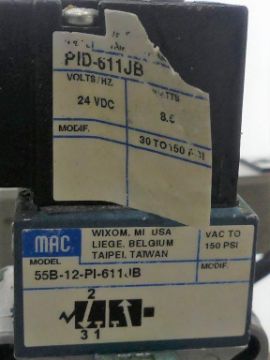 PID-611JB
VOLTS/HZ.
24 VDC
8.5
MODIF.
30 TO 150
MAC
WIXOM, MI USA
LIEGE, BELGIUM
TAIPEI, TAIWAN
VAC TO
150 PSI
MODEL
MODIF.
55B-12-PI-611JB
2
3 1